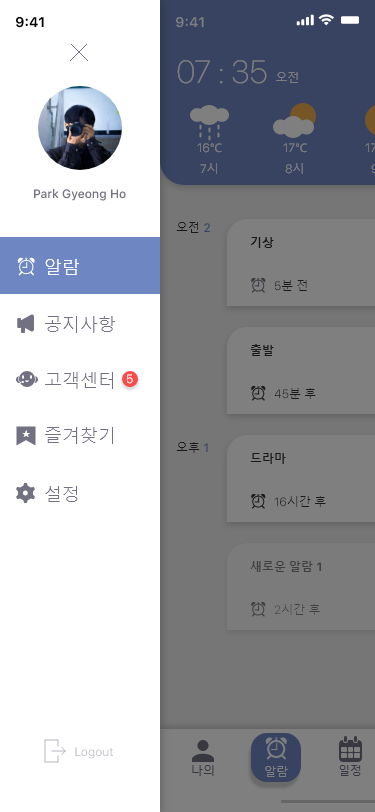 9:41
Park Gyeong Ho
알람
공지사항
고객센터 5
즐겨찾기
설정
Logout
9:41
07 : 35 오전
16℃ 17℃
7시 8시
오전 2
기상
5분 전
출발
45분 후
오후 1
드라마
16시간 후
새로운 알람 1
2시간 후
나의 알람 일정